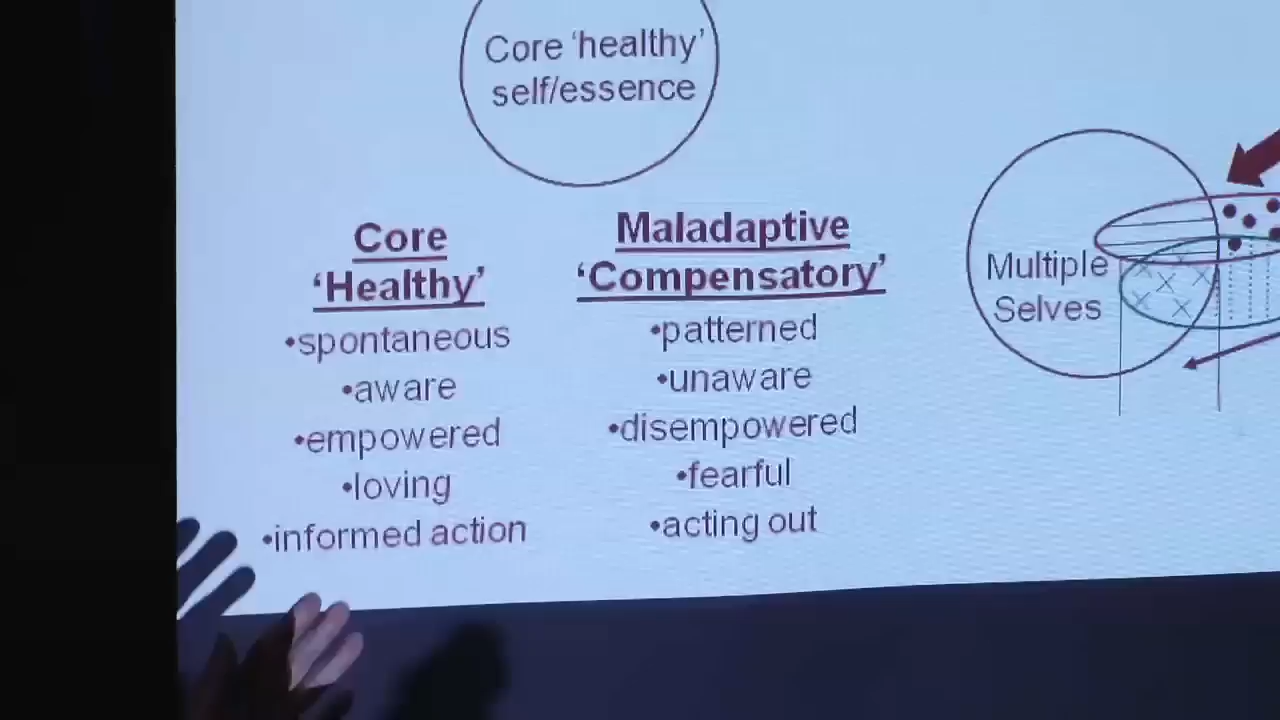 Core 'healthy'
self/essence
Core
'Healthy'
•spontaneous
•aware
•empowered
•loving
•informed action
Maladaptive
'Compensatory'
•patterned
•unaware
•disempowered
•fearful
•acting out
Multiple
Selves